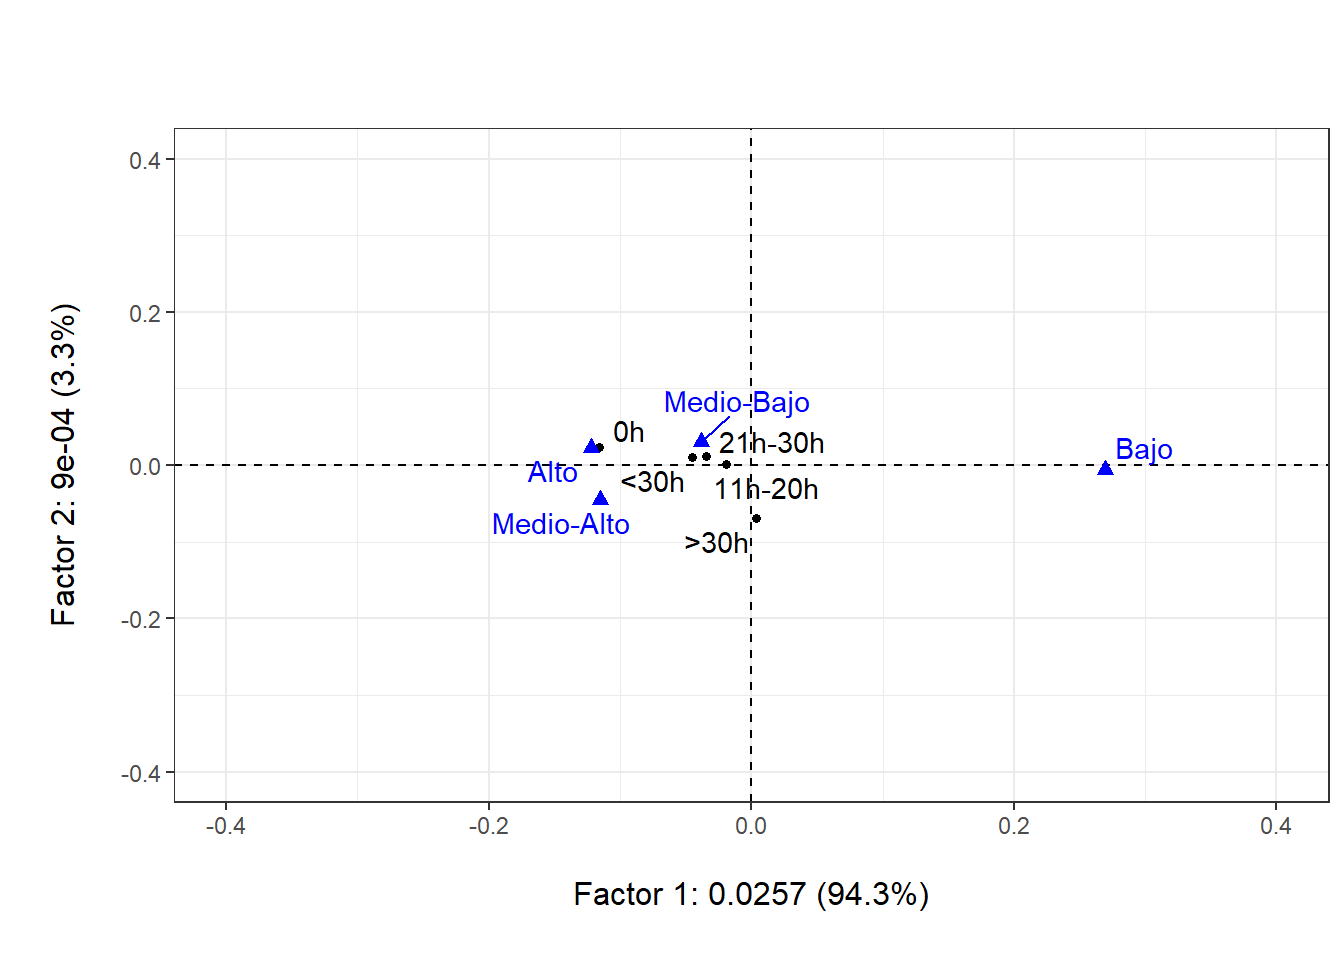 0.4
0.2
0.0
-0.2
-0.4
Factor 2: 9e-04 (3.3%)
Medio-Bajo
0h
21h-30h
Bajo
Alto
<30h
11h-20h
Medio-Alto
>30h
-0.4
-0.2
0.0
0.2
0.4
Factor 1: 0.0257 (94.3%)